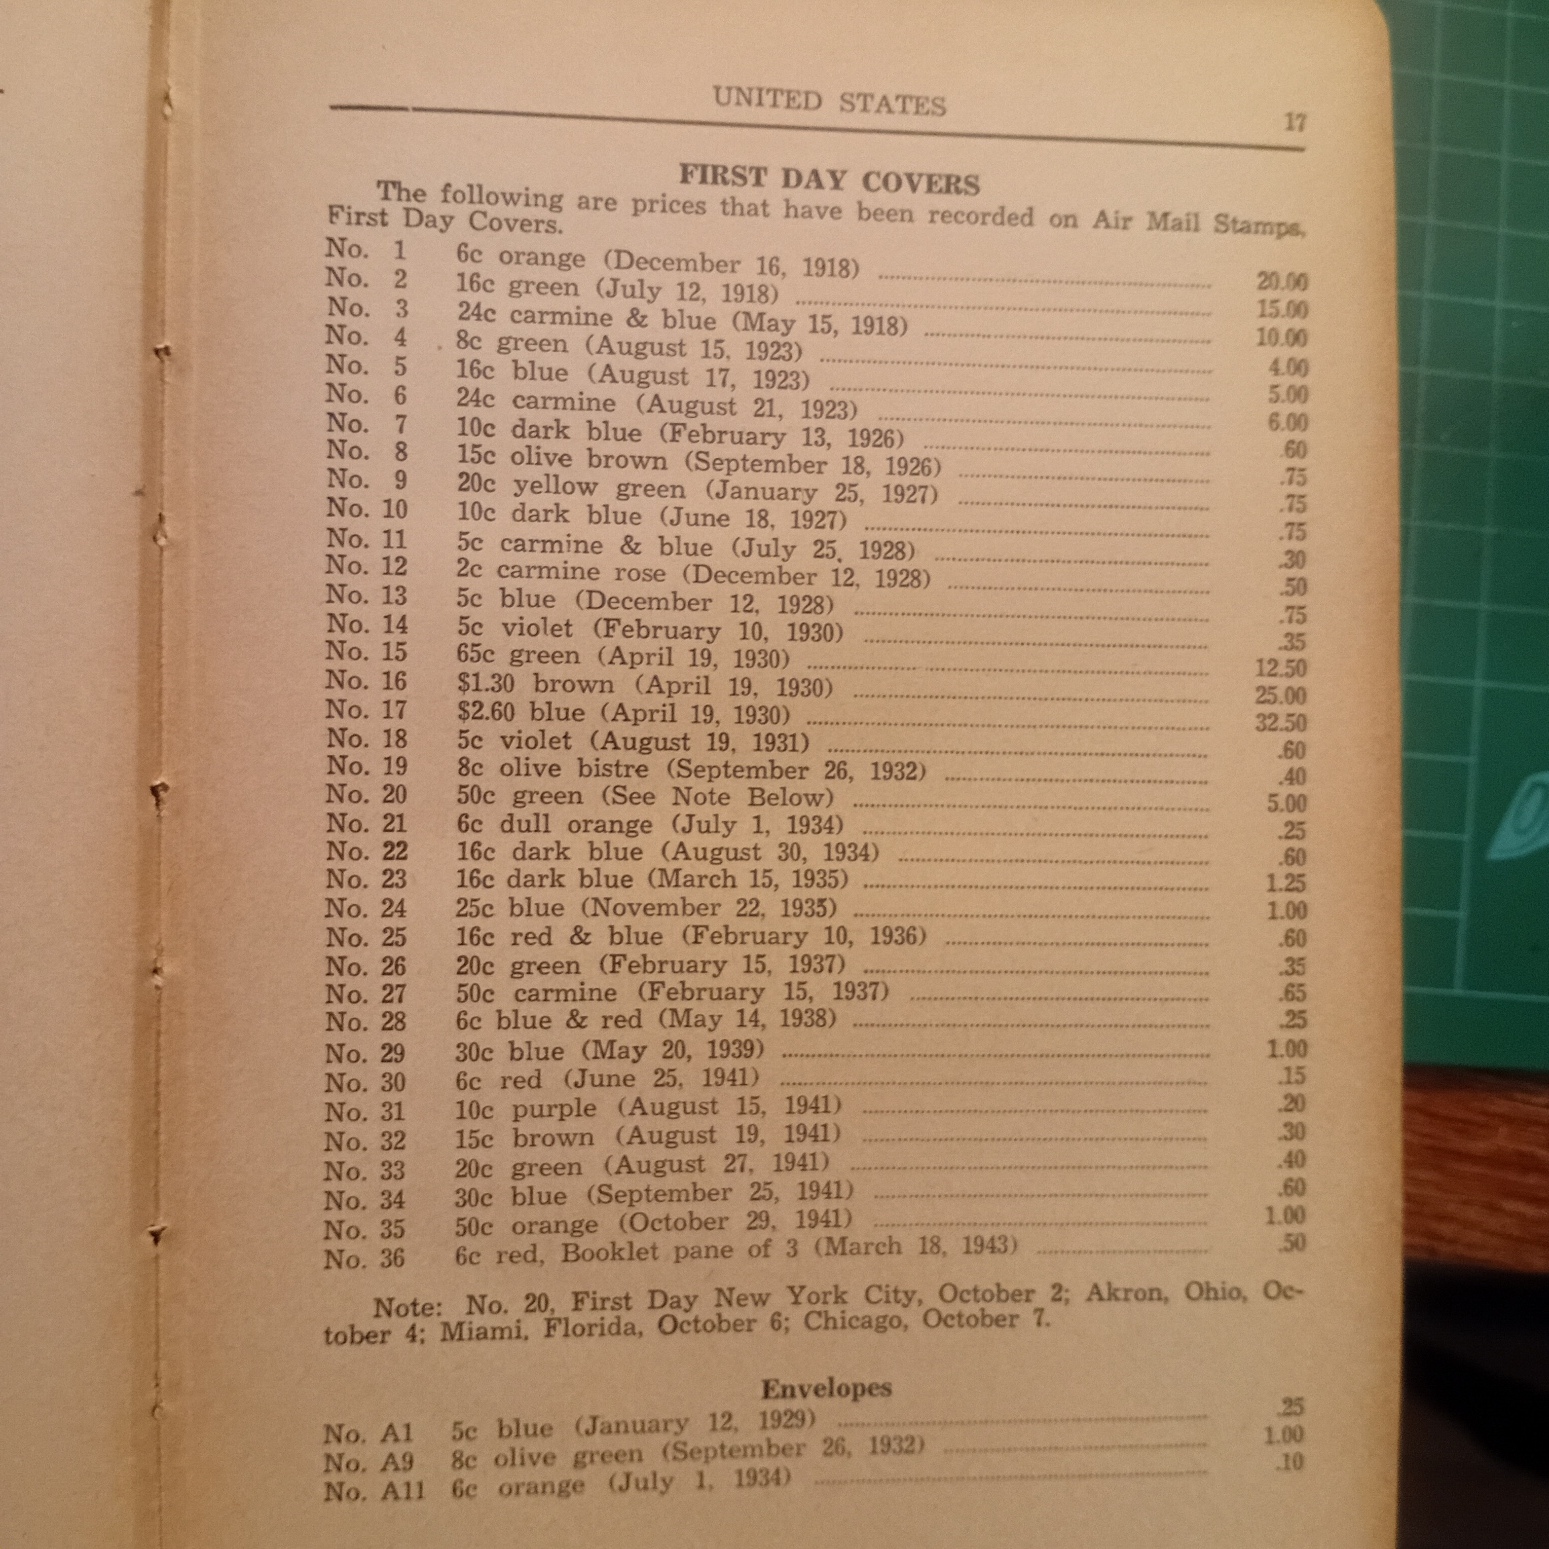 UNITED STATES 17
FIRST DAY COVERS
The following are prices that have been recorded on Air Mail Stamps,
First Day Covers.
No. 1 6c orange (December 16, 1918) 20.00
No. 2 16c green (July 12, 1918) 15.00
No. 3 24c carmine & blue (May 15, 1918) 10.00
No. 4 8c green (August 15, 1923) 4.00
No. 5 16c blue (August 17, 1923) 5.00
No. 6 24c carmine (August 21, 1923) 6.00
No. 7 10c dark blue (February 13, 1926) .60
No. 8 15c olive brown (September 18, 1926) .75
No. 9 20c yellow green (January 25, 1927) .75
No. 10 10c dark blue (June 18, 1927) .75
No. 11 5c carmine & blue (July 25, 1928) .30
No. 12 2c carmine rose (December 12, 1928) .50
No. 13 5c blue (December 12, 1928) .75
No. 14 5c violet (February 10, 1930) .35
No. 15 65c green (April 19, 1930) 12.50
No. 16 $1.30 brown (April 19, 1930) 25.00
No. 17 $2.60 blue (April 19, 1930) 32.50
No. 18 5c violet (August 19, 1931) .60
No. 19 8c olive bistre (September 26, 1932) .40
No. 20 50c green (See Note Below) 5.00
No. 21 6c dull orange (July 1, 1934) .25
No. 22 16c dark blue (August 30, 1934) .60
No. 23 16c dark blue (March 15, 1935) 1.25
No. 24 25c blue (November 22, 1935) 1.00
No. 25 16c red & blue (February 10, 1936) .60
No. 26 20c green (February 15, 1937) .35
No. 27 50c carmine (February 15, 1937) .65
No. 28 6c blue & red (May 14, 1938) .25
No. 29 30c blue (May 20, 1939) 1.00
No. 30 6c red (June 25, 1941) .15
No. 31 10c purple (August 15, 1941) .20
No. 32 15c brown (August 19, 1941) .30
No. 33 20c green (August 27, 1941) .40
No. 34 30c blue (September 25, 1941) .60
No. 35 50c orange (October 29, 1941) 1.00
No. 36 6c red, Booklet pane of 3 (March 18, 1943) .50
Note: No. 20, First Day New York City, October 2; Akron, Ohio, Oc-
tober 4; Miami, Florida, October 6; Chicago, October 7.
Envelopes
No. A1 5c blue (January 12, 1929) .25
No. A9 8c olive green (September 26, 1932) 1.00
No. A11 6c orange (July 1, 1934) .10